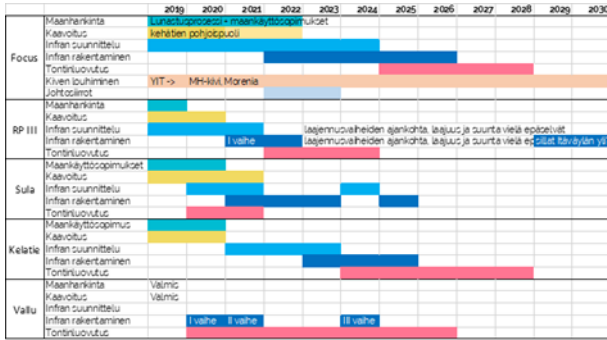 2019 2020 2021 2022 2023 2024 2025 2026 2027 2028 2029 2030
Focus
Maanhankinta Lunastusprosessi + maankäyttösopimukset
Kaavoitus kehätien pohjoispuoli
Infran suunnittelu
Infran rakentaminen
Tontinluovutus
Kiven louhiminen YIT -> MH-kivi, Morenia
Johtosiirrot
RP III
Maanhankinta
Kaavoitus
Infran suunnittelu laajennusvaiheiden ajankohta, laajuus ja suunta vielä epäselvät
Infran rakentaminen I vaihe laajennusvaiheiden ajankohta, laajuus ja suunta vielä epä sillat Itäväylän yli
Tontinluovutus
Sula
Maankäyttösopimukset
Kaavoitus
Infran suunnittelu
Infran rakentaminen
Tontinluovutus
Kelatie
Maankäyttösopimus
Kaavoitus
Infran suunnittelu
Infran rakentaminen
Tontinluovutus
Vallu
Maanhankinta Valmis
Kaavoitus Valmis
Infran suunnittelu
Infran rakentaminen I vaihe II vaihe III vaihe
Tontinluovutus